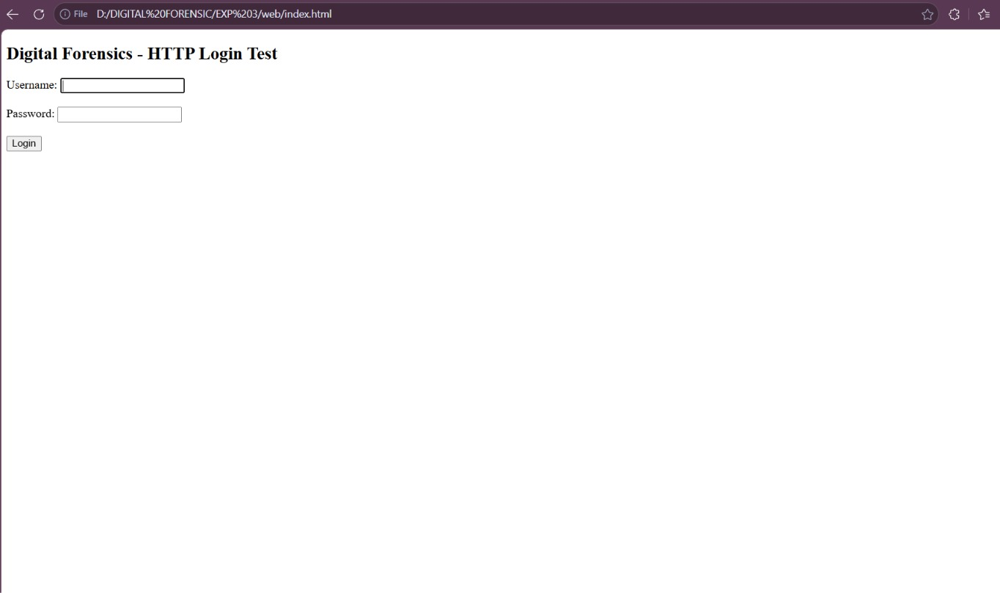 File D:/DIGITAL%20FORENSIC/EXP%203/web/index.html
Digital Forensics - HTTP Login Test
Username:
Password:
Login